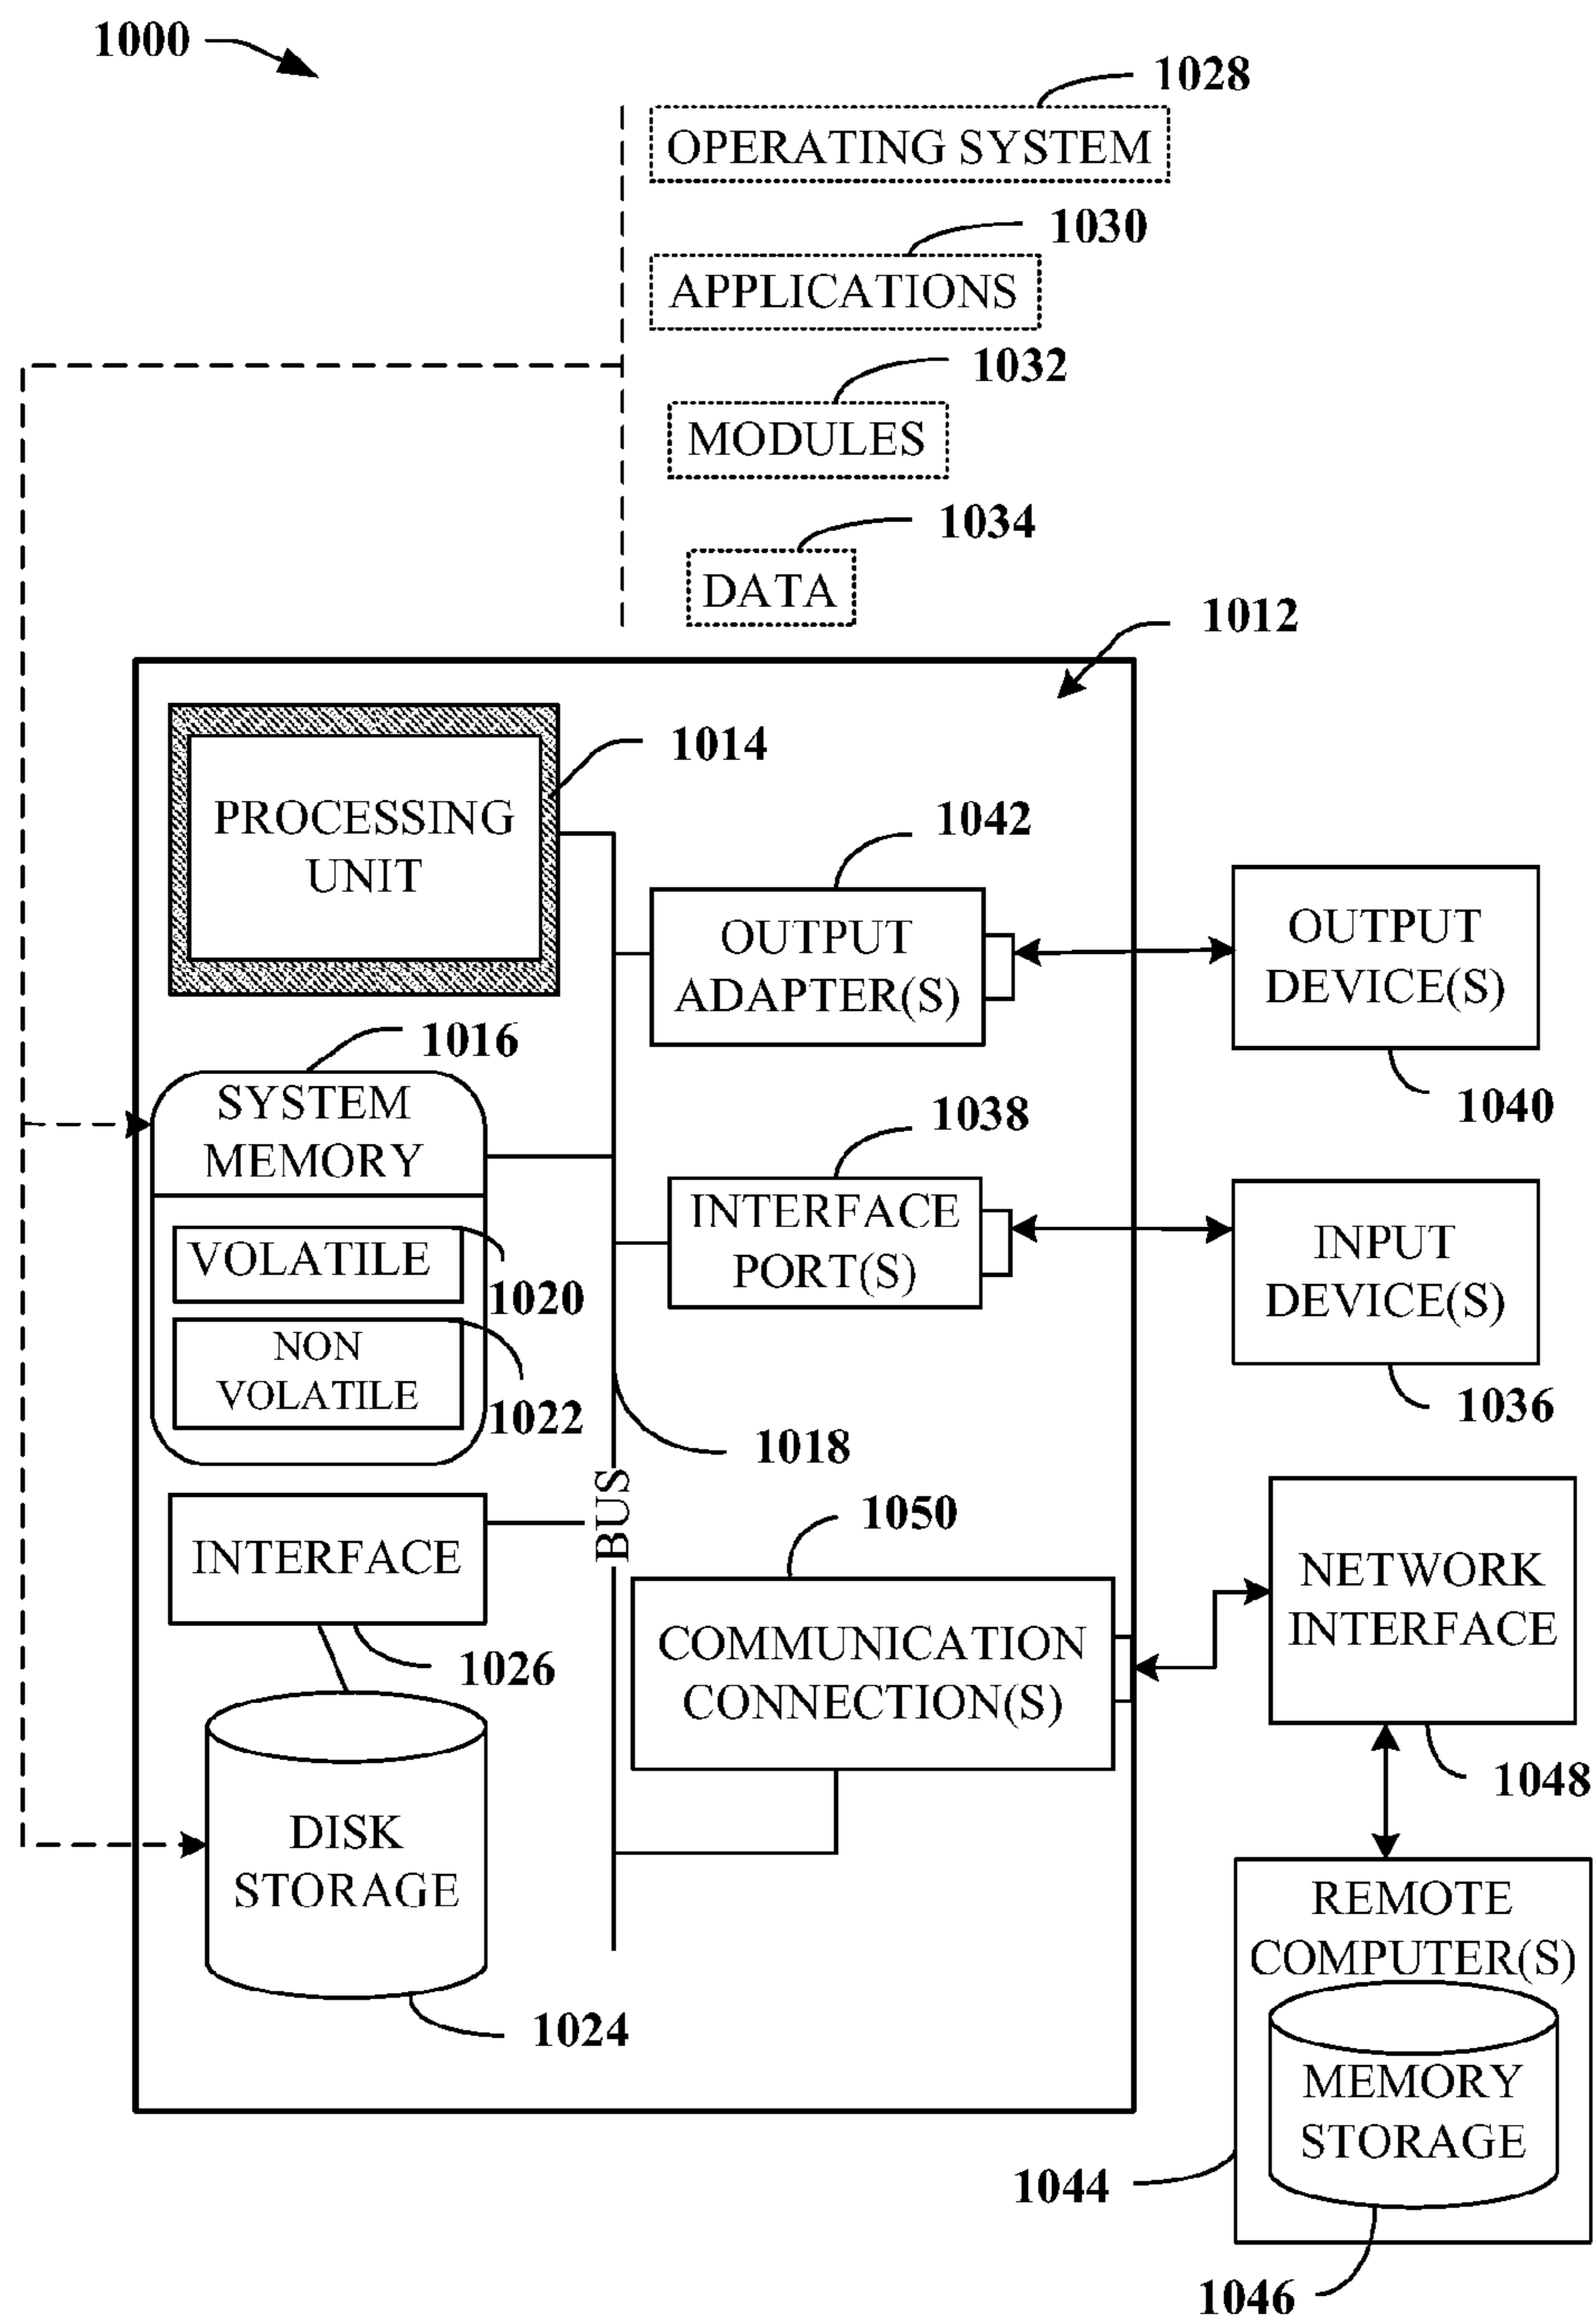 1000
1028
OPERATING SYSTEM
1030
APPLICATIONS
1032
MODULES
1034
DATA
1012
PROCESSING
UNIT
1014
1042
OUTPUT
ADAPTER(S)
OUTPUT
DEVICE(S)
1040
1016
SYSTEM
MEMORY
VOLATILE
1020
NON
VOLATILE
1022
1038
INTERFACE
PORT(S)
INPUT
DEVICE(S)
1036
1018
BUS
INTERFACE
1026
1050
COMMUNICATION
CONNECTION(S)
NETWORK
INTERFACE
1048
DISK
STORAGE
1024
REMOTE
COMPUTER(S)
MEMORY
STORAGE
1044
1046